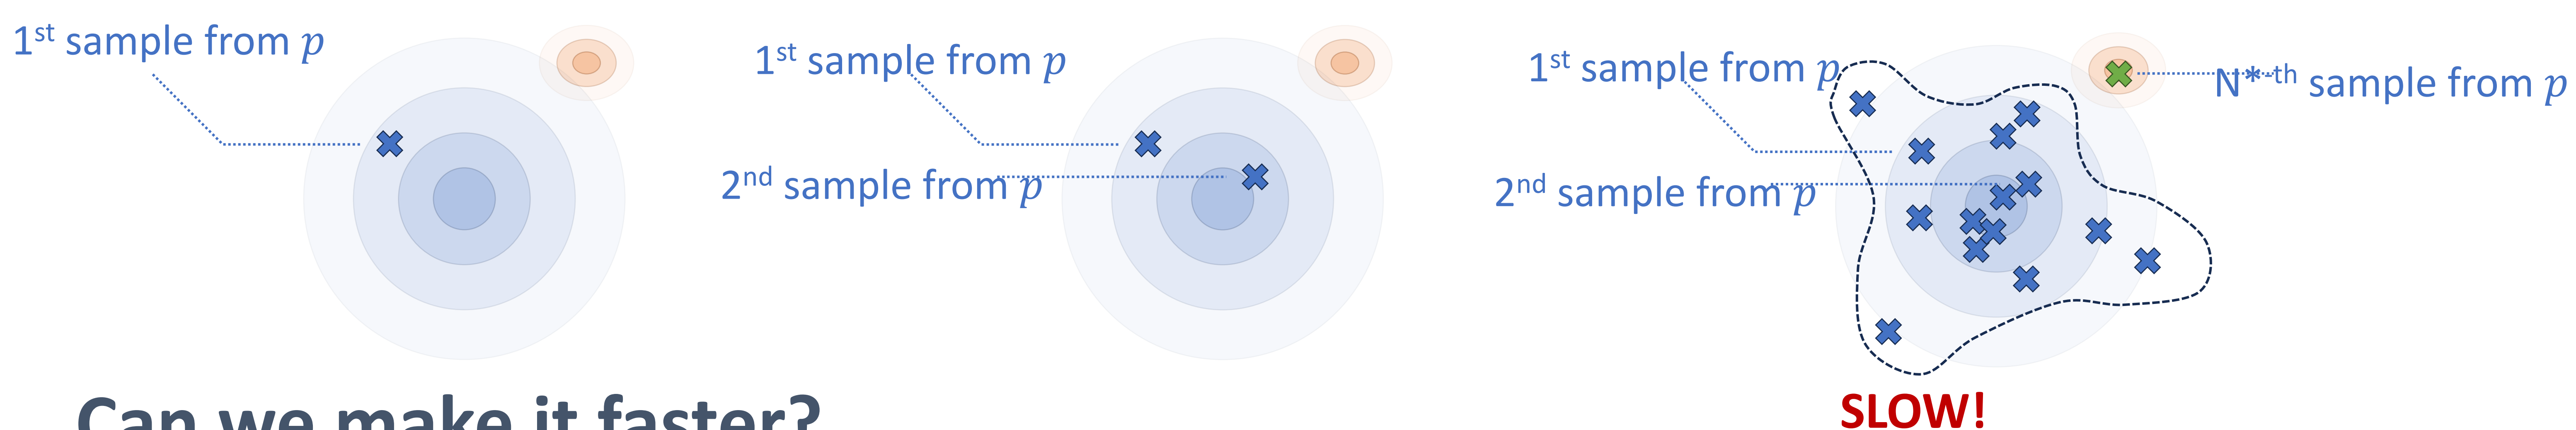 1st sample from p
1st sample from p
2nd sample from p
1st sample from p
2nd sample from p
N*-th sample from p
SLOW!
Can we make it faster?